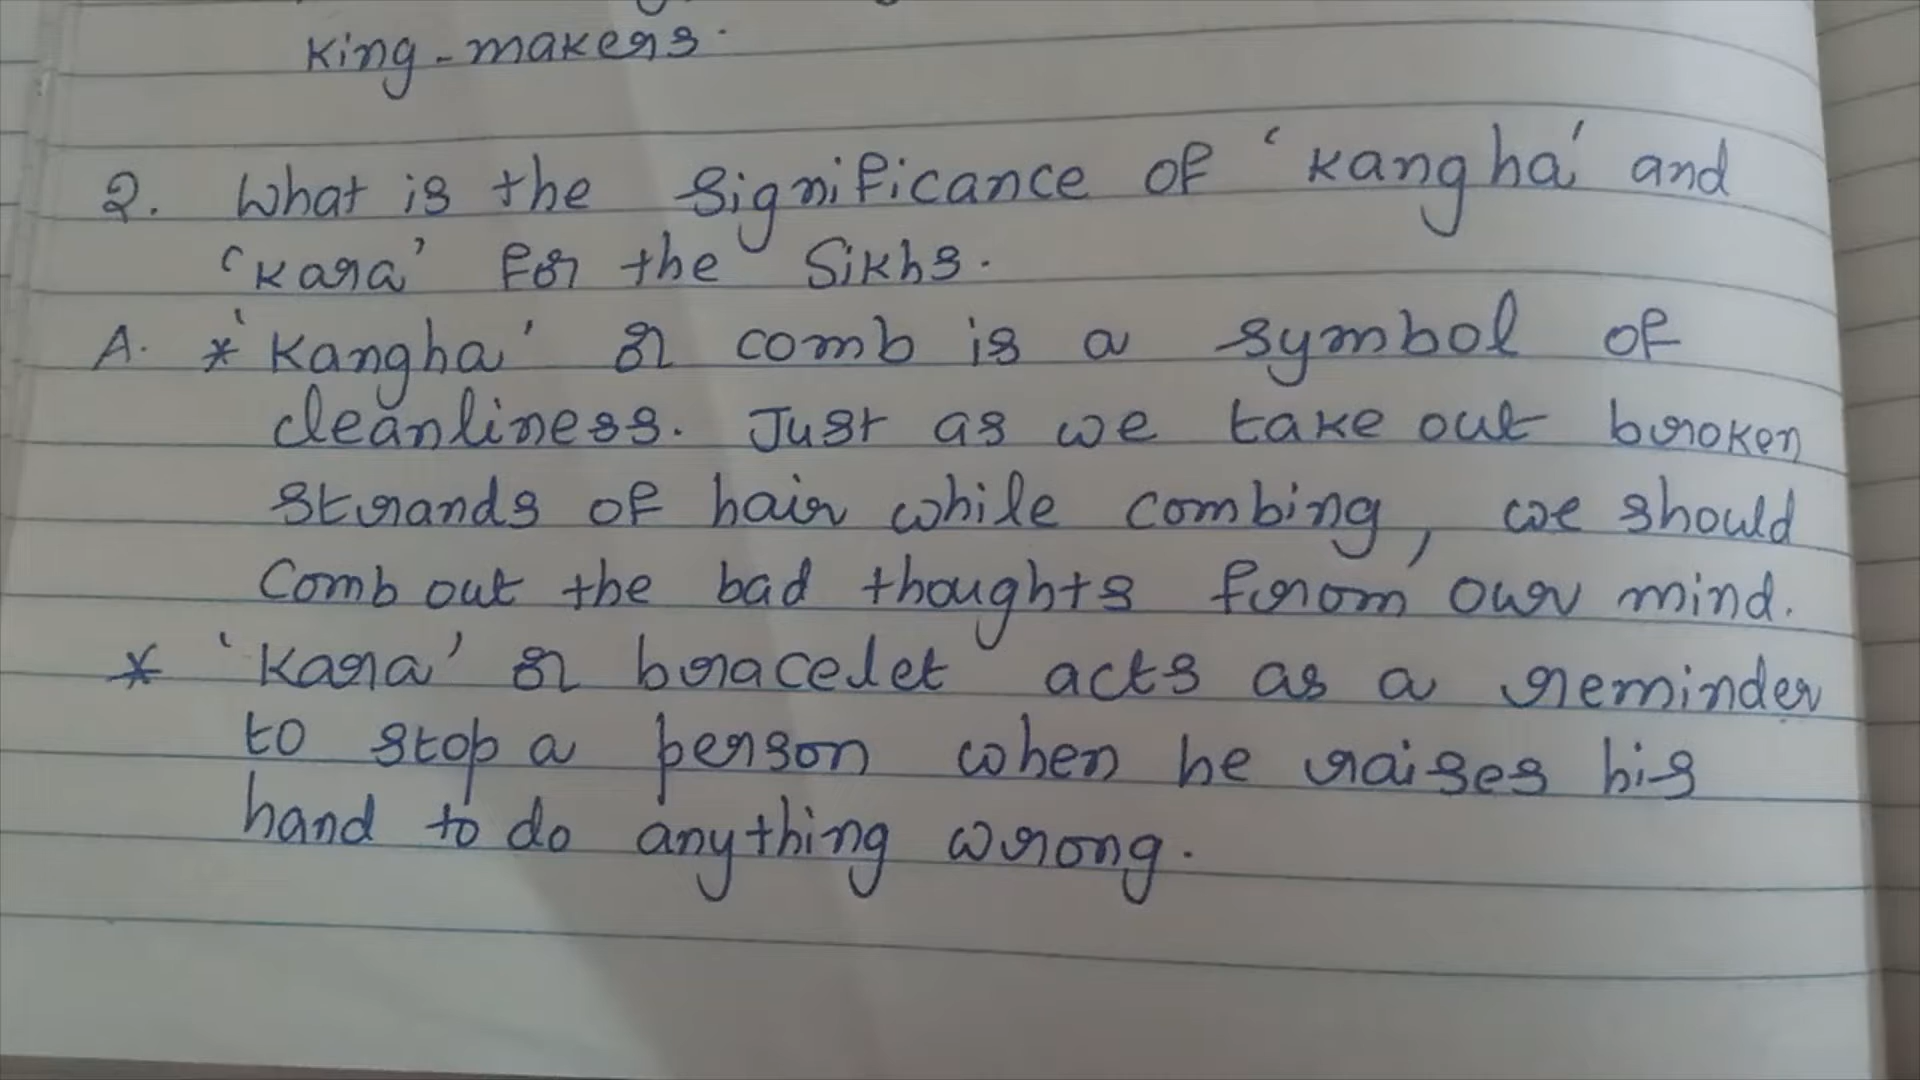 King-makers.
2. What is the significance of 'Kangha' and
'Kara' for the Sikhs.
A. * 'Kangha' or comb is a symbol of
cleanliness. Just as we take out broken
strands of hair while combing, we should
Comb out the bad thoughts from our mind.
* 'Kara' or bracelet acts as a reminder
to stop a person when he raises his
hand to do anything wrong.